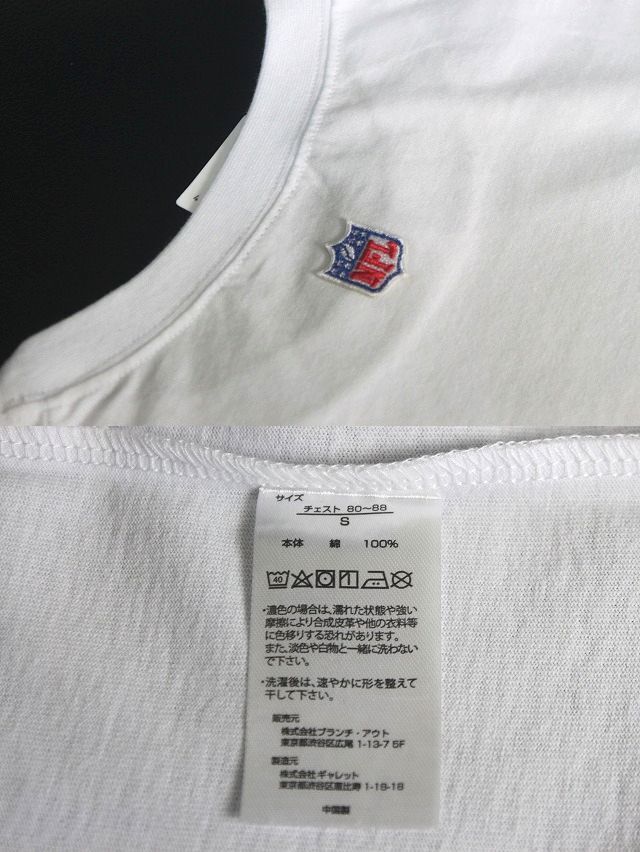 NFL
サイズ
チェスト 80～88
S
本体 綿 100%
40
・濃色の場合は、濡れた状態や強い
摩擦により合成皮革や他の衣料等
に色移りする恐れがあります。
また、淡色や白物と一緒に洗わない
で下さい。
・洗濯後は、速やかに形を整えて
干して下さい。
販売元
株式会社ブランチ・アウト
東京都渋谷区広尾 1-13-7 5F
製造元
株式会社ギャレット
東京都渋谷区恵比寿 1-18-18
中国製